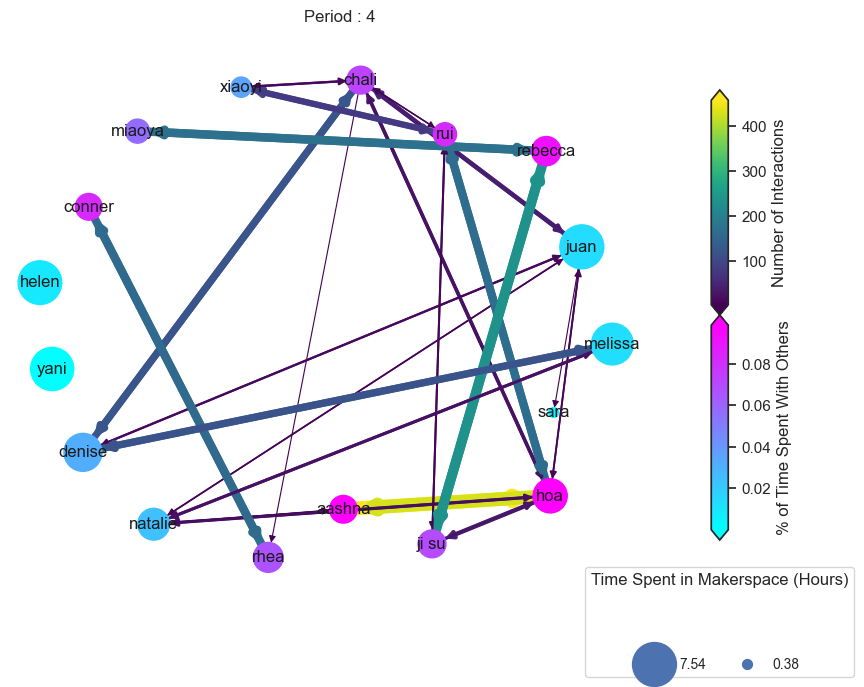 Period : 4
xiaoyi
chali
miaoya
rui
rebecca
conner
juan
helen
melissa
yani
sara
denise
hoa
natalie
aashna
ji su
rhea
400
300
200
100
Number of Interactions
0.08
0.06
0.04
0.02
% of Time Spent With Others
Time Spent in Makerspace (Hours)
7.54
0.38